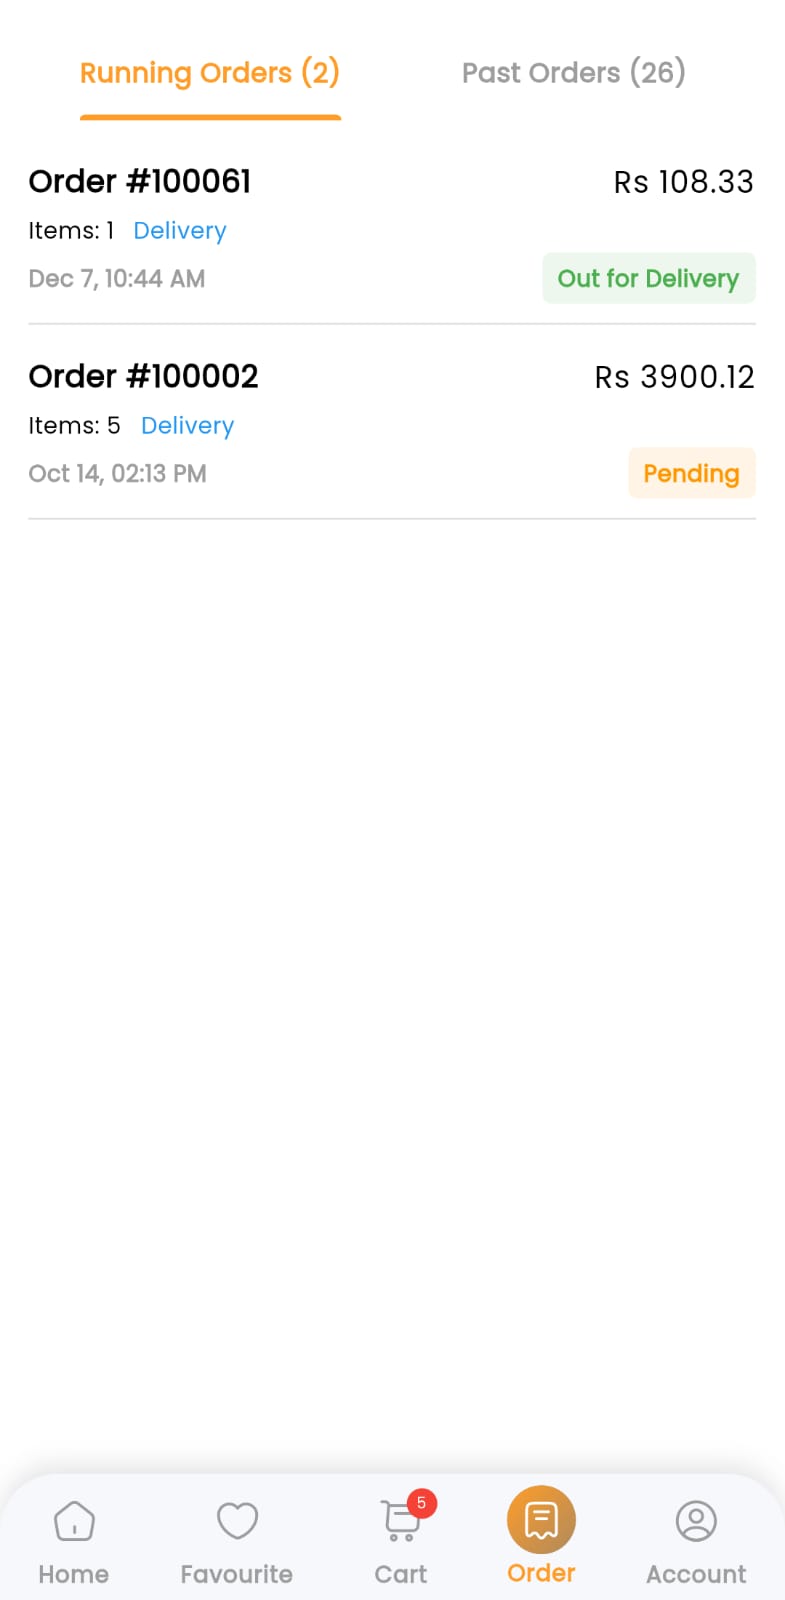 Running Orders (2) Past Orders (26)
Order #100061 Rs 108.33
Items: 1 Delivery
Dec 7, 10:44 AM Out for Delivery
Order #100002 Rs 3900.12
Items: 5 Delivery
Oct 14, 02:13 PM Pending
5
Home Favourite Cart Order Account